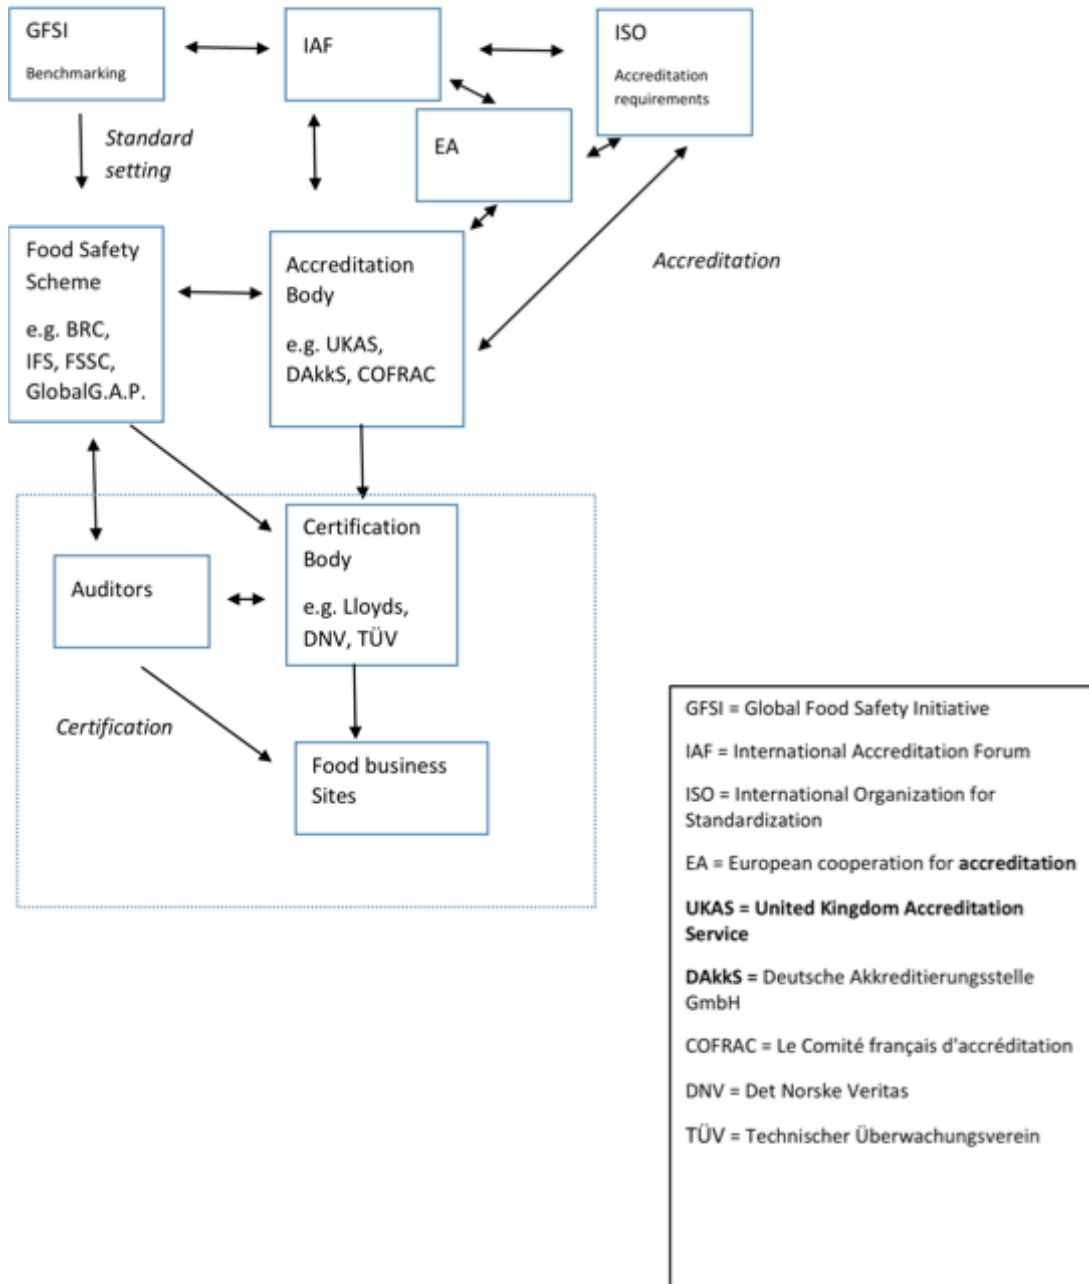 GFSI
Benchmarking
IAF
ISO
Accreditation
requirements
EA
Standard
setting
Food Safety
Scheme
e.g. BRC,
IFS, FSSC,
GlobalG.A.P.
Accreditation
Body
e.g. UKAS,
DAkkS, COFRAC
Accreditation
Certification
Body
e.g. Lloyds,
DNV, TÜV
Auditors
Certification
Food business
Sites
GFSI = Global Food Safety Initiative
IAF = International Accreditation Forum
ISO = International Organization for
Standardization
EA = European cooperation for accreditation
UKAS = United Kingdom Accreditation
Service
DAkkS = Deutsche Akkreditierungsstelle
GmbH
COFRAC = Le Comité français d'accréditation
DNV = Det Norske Veritas
TÜV = Technischer Überwachungsverein